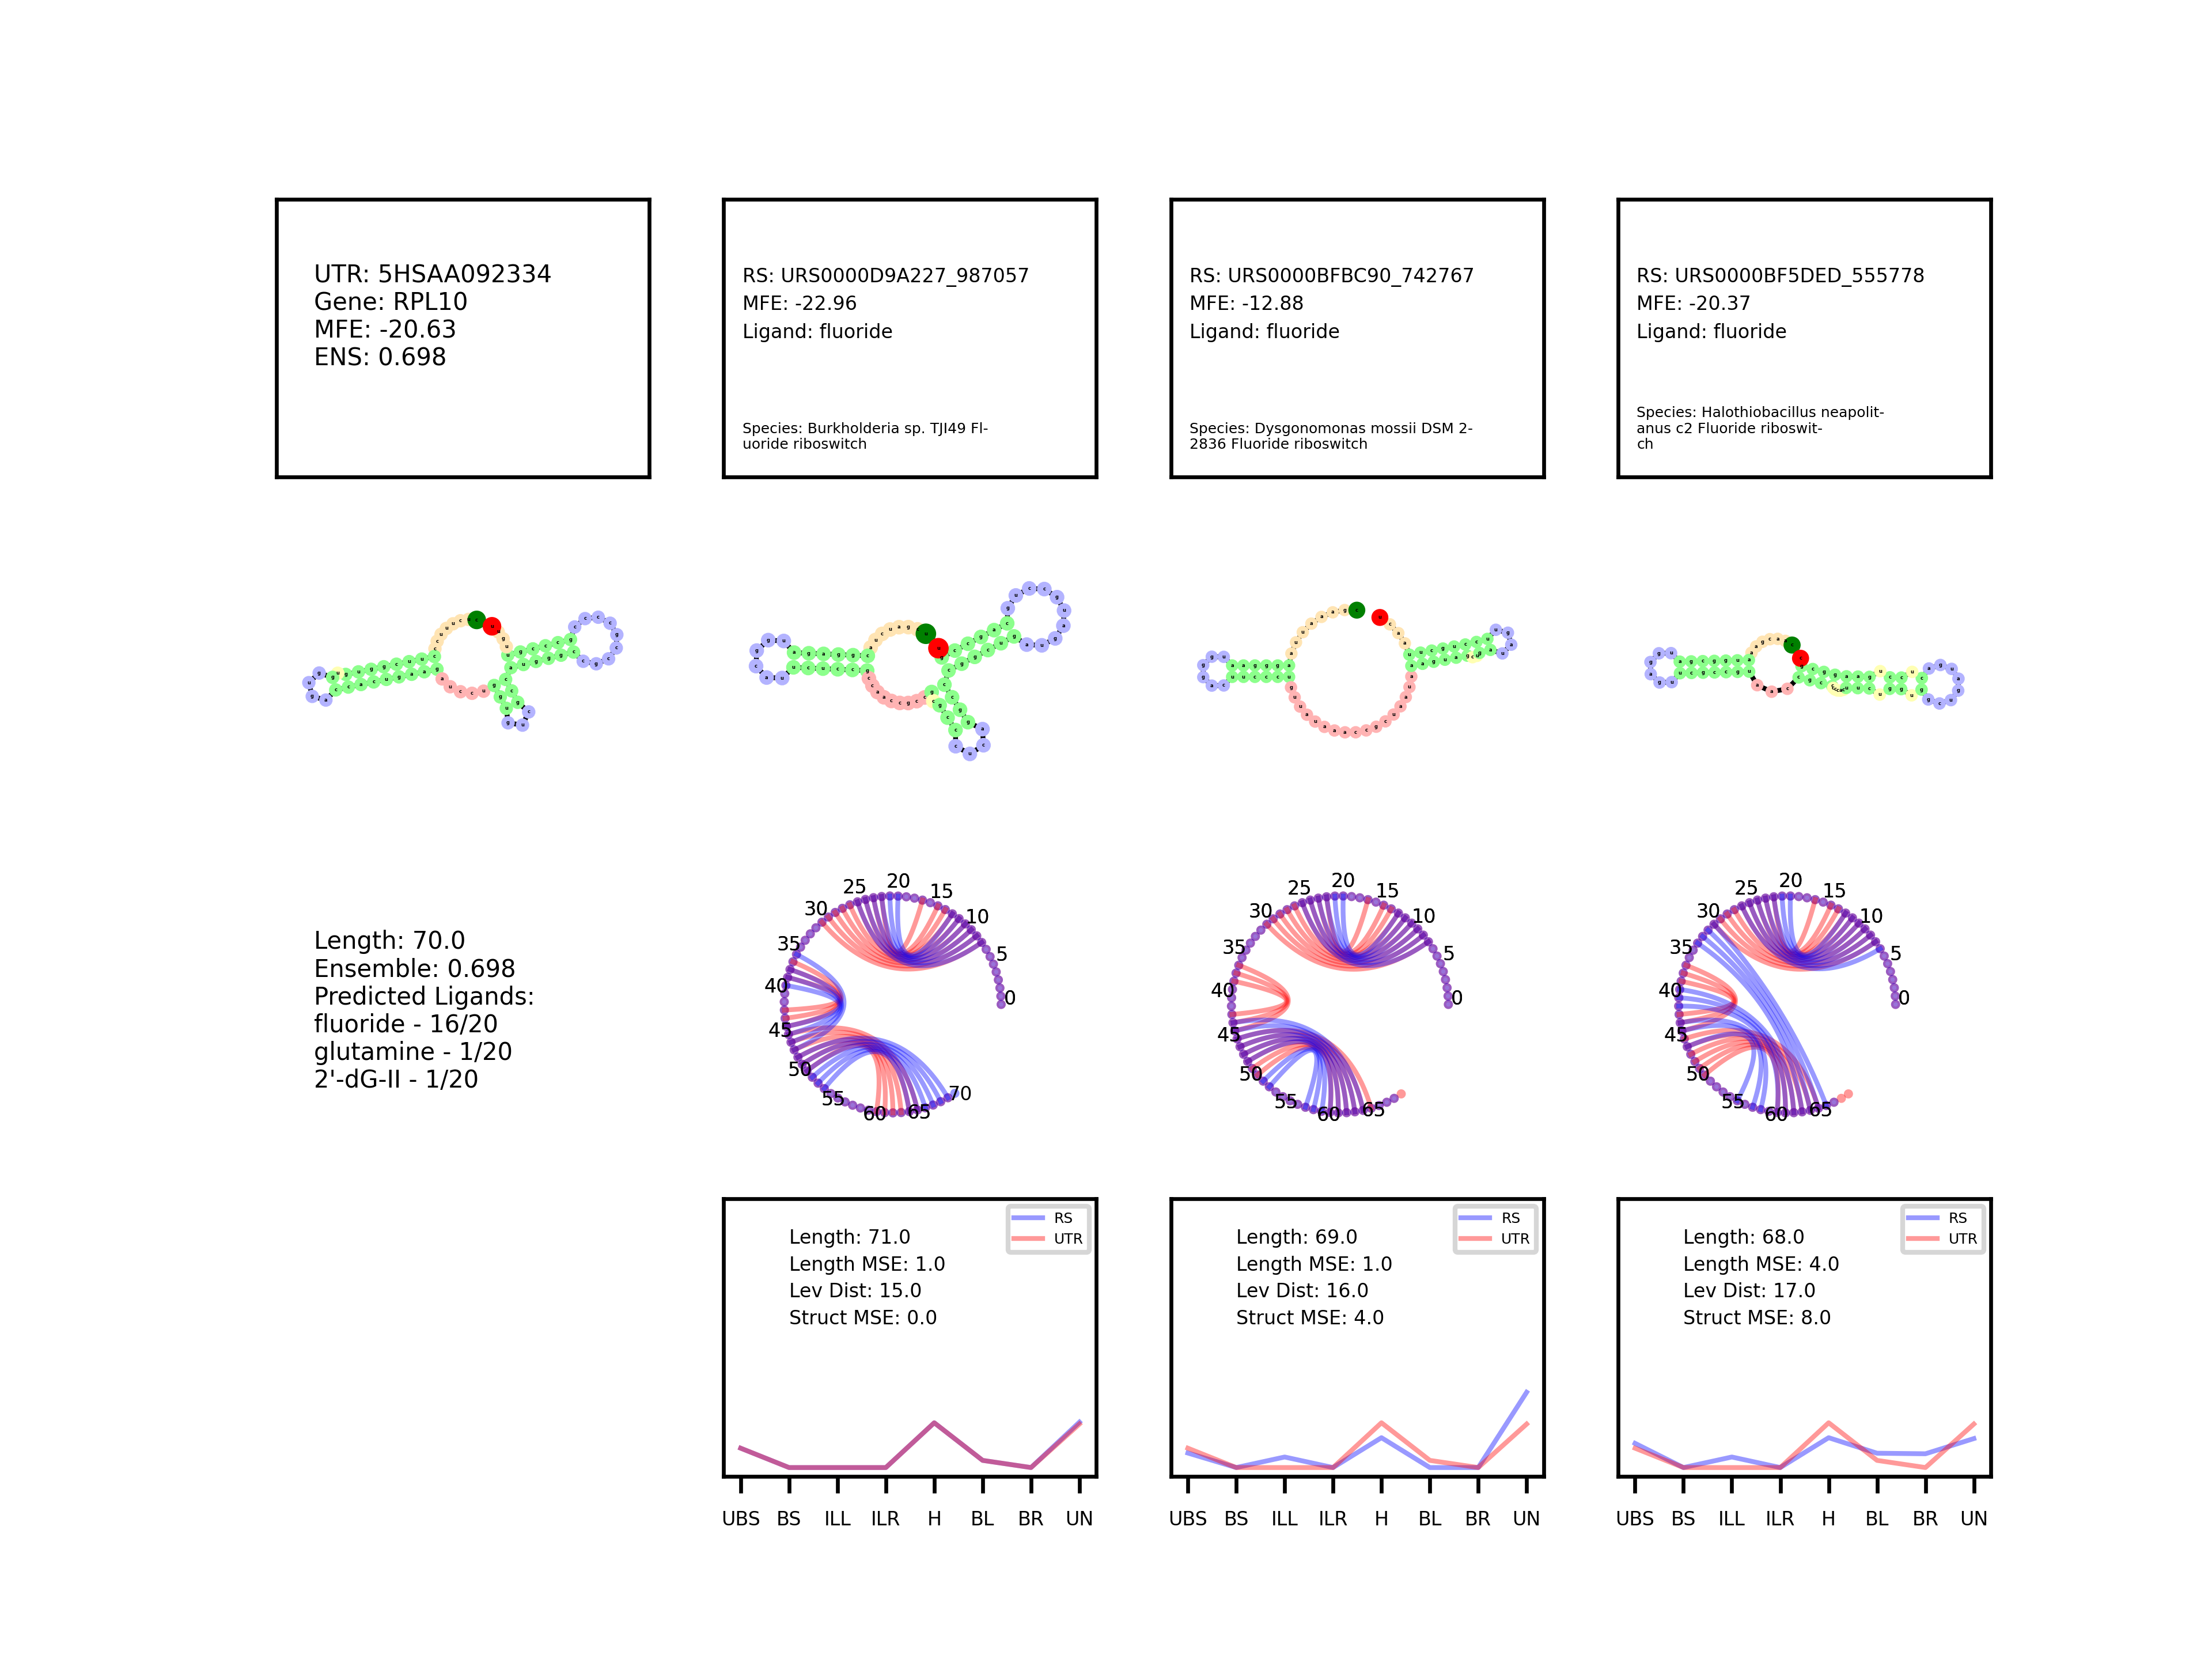 UTR: 5HSAA092334
Gene: RPL10
MFE: -20.63
ENS: 0.698
RS: URS0000D9A227_987057
MFE: -22.96
Ligand: fluoride
Species: Burkholderia sp. TJI49 Fl-
uoride riboswitch
RS: URS0000BFBC90_742767
MFE: -12.88
Ligand: fluoride
Species: Dysgonomonas mossii DSM 2-
2836 Fluoride riboswitch
RS: URS0000BF5DED_555778
MFE: -20.37
Ligand: fluoride
Species: Halothiobacillus neapolit-
anus c2 Fluoride riboswit-
ch
Length: 70.0
Ensemble: 0.698
Predicted Ligands:
fluoride - 16/20
glutamine - 1/20
2'-dG-II - 1/20
0
5
10
15
20
25
30
35
40
45
50
55
60
65
70
0
5
10
15
20
25
30
35
40
45
50
55
60
65
0
5
10
15
20
25
30
35
40
45
50
55
60
65
Length: 71.0
Length MSE: 1.0
Lev Dist: 15.0
Struct MSE: 0.0
RS
UTR
UBS BS ILL ILR H BL BR UN
Length: 69.0
Length MSE: 1.0
Lev Dist: 16.0
Struct MSE: 4.0
RS
UTR
UBS BS ILL ILR H BL BR UN
Length: 68.0
Length MSE: 4.0
Lev Dist: 17.0
Struct MSE: 8.0
RS
UTR
UBS BS ILL ILR H BL BR UN